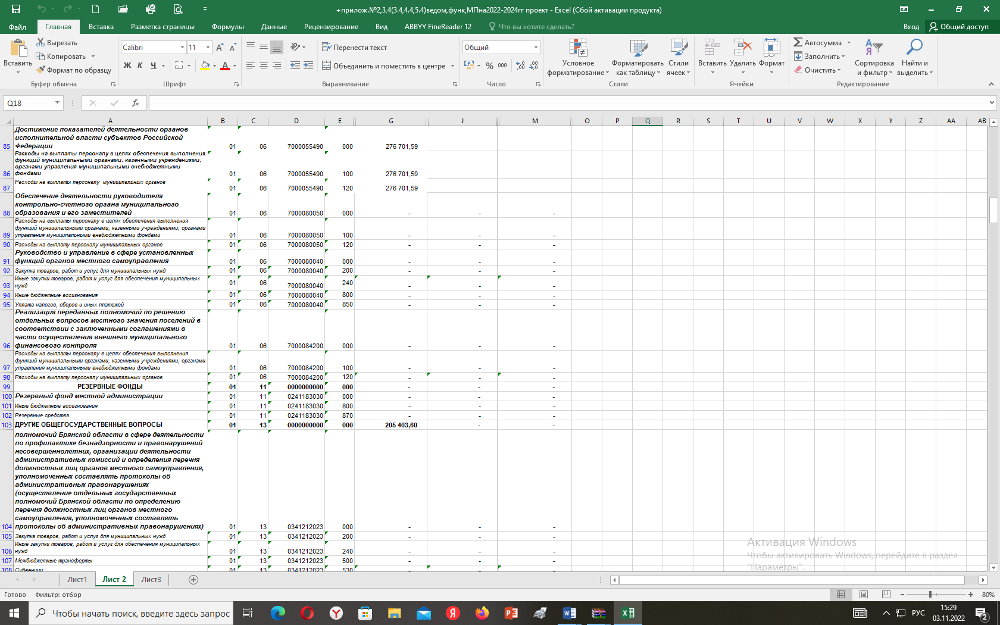 +прилож.№2,3,4(3.4,4.4,5.4)ведом,функ,МПна2022-2024гг проект - Excel (Сбой активации продукта)
Файл Главная Вставка Разметка страницы Формулы Данные Рецензирование Вид ABBYY FineReader 12 Что вы хотите сделать? Вход Общий доступ
Вставить
Вырезать
Копировать
Формат по образцу
Буфер обмена
Calibri 11
Ж К Ч
Шрифт
Перенести текст
Объединить и поместить в центре
Выравнивание
Общий
% 000
Число
Условное форматирование
Форматировать как таблицу
Стили ячеек
Стили
Вставить Удалить Формат
Ячейки
Автосумма
Заполнить
Очистить
Сортировка и фильтр
Найти и выделить
Редактирование
Q18 fx
A B C D E G J M O P Q R S T U V W X Y Z AA AB
Достижение показателей деятельности органов
исполнительной власти субъектов Российской
85 Федерации 01 06 7000055490 000 276 701,59
Расходы на выплаты персоналу в целях обеспечения выполнения
функций муниципальными органами, казенными учреждениями,
органами управления муниципальными внебюджетными
86 фондами 01 06 7000055490 100 276 701,59
Расходы на выплаты персоналу муниципальных органов
87 01 06 7000055490 120 276 701,59
Обеспечение деятельности руководителя
контрольно-счетного органа муниципального
88 образования и его заместителей 01 06 7000080050 000 - - -
Расходы на выплаты персоналу в целях обеспечения выполнения
функций муниципальными органами, казенными учреждениями, органами
89 управления муниципальными внебюджетными фондами 01 06 7000080050 100 - - -
90 Расходы на выплату персоналу муниципальных органов 01 06 7000080050 120 - - -
Руководство и управление в сфере установленных
91 функций органов местного самоуправления 01 06 7000080040 000 - - -
92 Закупка товаров, работ и услуг для муниципальных нужд 01 06 7000080040 200 - - -
Иные закупки товаров, работ и услуг для обеспечения муниципальных
93 нужд 01 06 7000080040 240 - - -
94 Иные бюджетные ассигнования 01 06 7000080040 800 - - -
95 Уплата налогов, сборов и иных платежей 01 06 7000080040 850 - - -
Реализация переданных полномочий по решению
отдельных вопросов местного значения поселений в
соответствии с заключенными соглашениями в
части осуществления внешнего муниципального
96 финансового контроля 01 06 7000084200 000 - - -
Расходы на выплаты персоналу в целях обеспечения выполнения
функций муниципальными органами, казенными учреждениями, органами
97 управления муниципальными внебюджетными фондами 01 06 7000084200 100 - - -
98 Расходы на выплату персоналу муниципальных органов 01 06 7000084200 120 - - -
99 РЕЗЕРВНЫЕ ФОНДЫ 01 11 0000000000 000 - - -
100 Резервный фонд местной администрации 01 11 0241183030 000 - - -
101 Иные бюджетные ассигнования 01 11 0241183030 800 - - -
102 Резервные средства 01 11 0241183030 870 - - -
103 ДРУГИЕ ОБЩЕГОСУДАРСТВЕННЫЕ ВОПРОСЫ 01 13 0000000000 000 205 403,60 - -
полномочий Брянской области в сфере деятельности
по профилактике безнадзорности и правонарушений
несовершеннолетних, организации деятельности
административных комиссий и определения перечня
должностных лиц органов местного самоуправления,
уполномоченных составлять протоколы об
административных правонарушениях
(осуществление отдельных государственных
полномочий Брянской области по определению
перечня должностных лиц органов местного
самоуправления, уполномоченных составлять
104 протоколы об административных правонарушениях) 01 13 0341212023 000 - - -
105 Закупка товаров, работ и услуг для муниципальных нужд 01 13 0341212023 200 - - -
Иные закупки товаров, работ и услуг для обеспечения муниципальных
106 нужд 01 13 0341212023 240 - - -
107 Межбюджетные трансферты 01 13 0341212023 500 - - -
108 Субвенции 01 13 0341212023 530 - - -
Активация Windows
Чтобы активировать Windows, перейдите в раздел
"Параметры".
Лист1 Лист 2 Лист3
Готово Фильтр: отбор 80%
Чтобы начать поиск, введите здесь запрос
РУС
15:29
03.11.2022
2